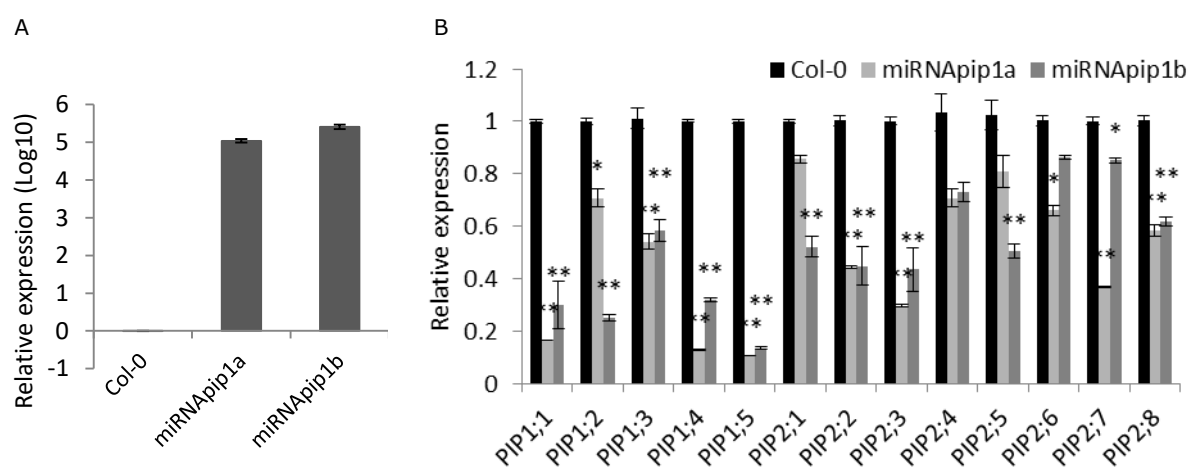 A
Relative expression (Log10)
6
5
4
3
2
1
0
-1
Col-0
miRNApip1a
miRNApip1b
B
Col-0 miRNApip1a miRNApip1b
Relative expression
1.2
1
0.8
0.6
0.4
0.2
0
** ** * ** ** ** ** ** ** ** ** ** ** ** ** ** * ** * ** **
PIP1;1
PIP1;2
PIP1;3
PIP1;4
PIP1;5
PIP2;1
PIP2;2
PIP2;3
PIP2;4
PIP2;5
PIP2;6
PIP2;7
PIP2;8